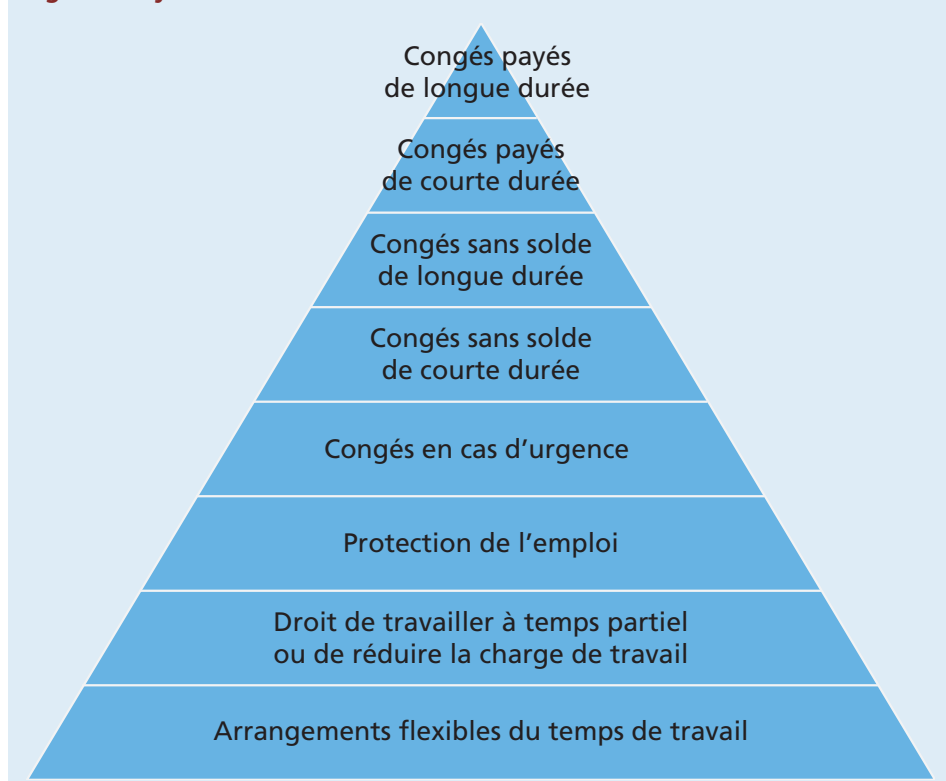 Congés payés
de longue durée
Congés payés
de courte durée
Congés sans solde
de longue durée
Congés sans solde
de courte durée
Congés en cas d’urgence
Protection de l’emploi
Droit de travailler à temps partiel
ou de réduire la charge de travail
Arrangements flexibles du temps de travail